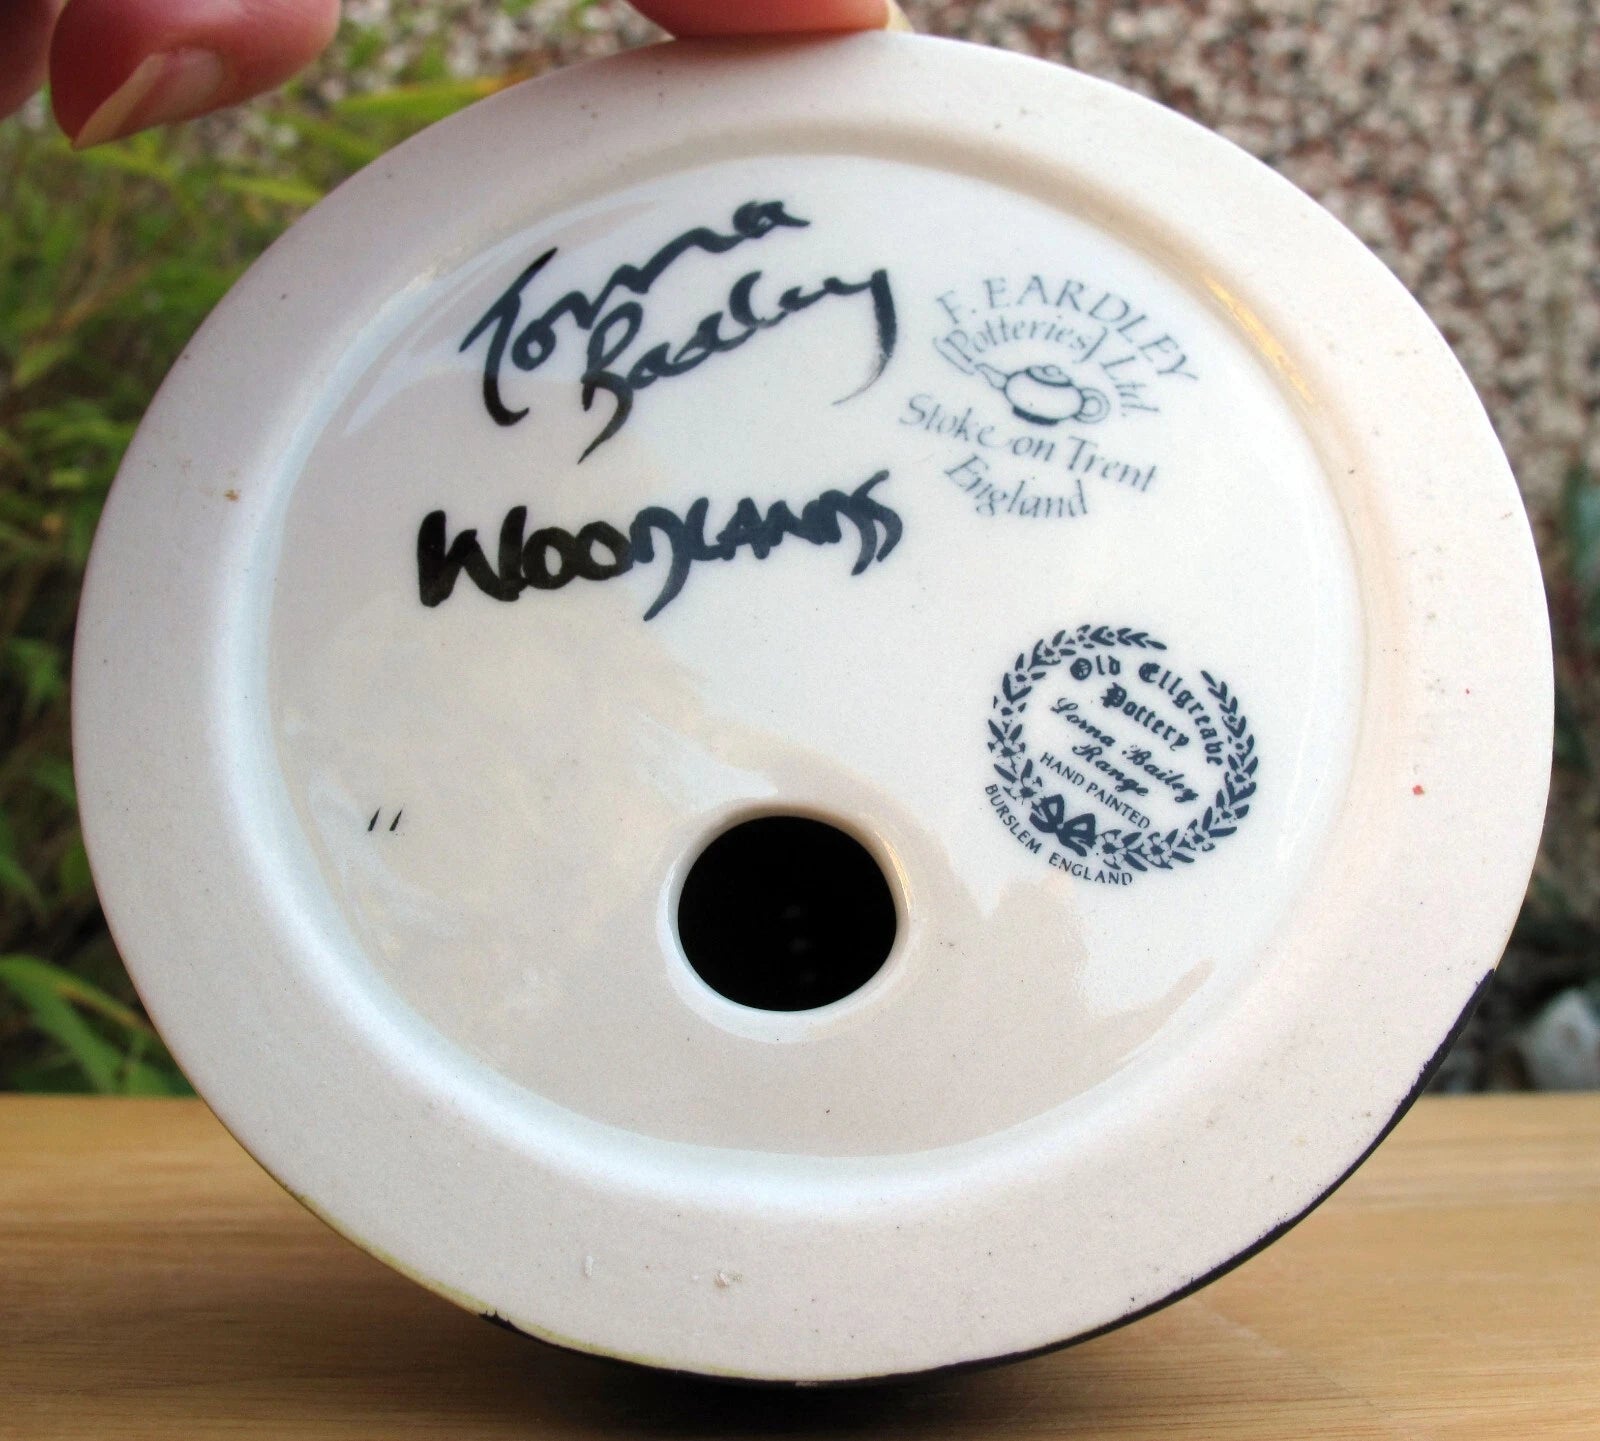 Lorna
Bailey
WOODLANDS
F. EARDLEY
Potteries Ltd.
Stoke on Trent
England
Old Ellgreave
Pottery
Lorna Bailey
Range
HAND PAINTED
BURSLEM ENGLAND